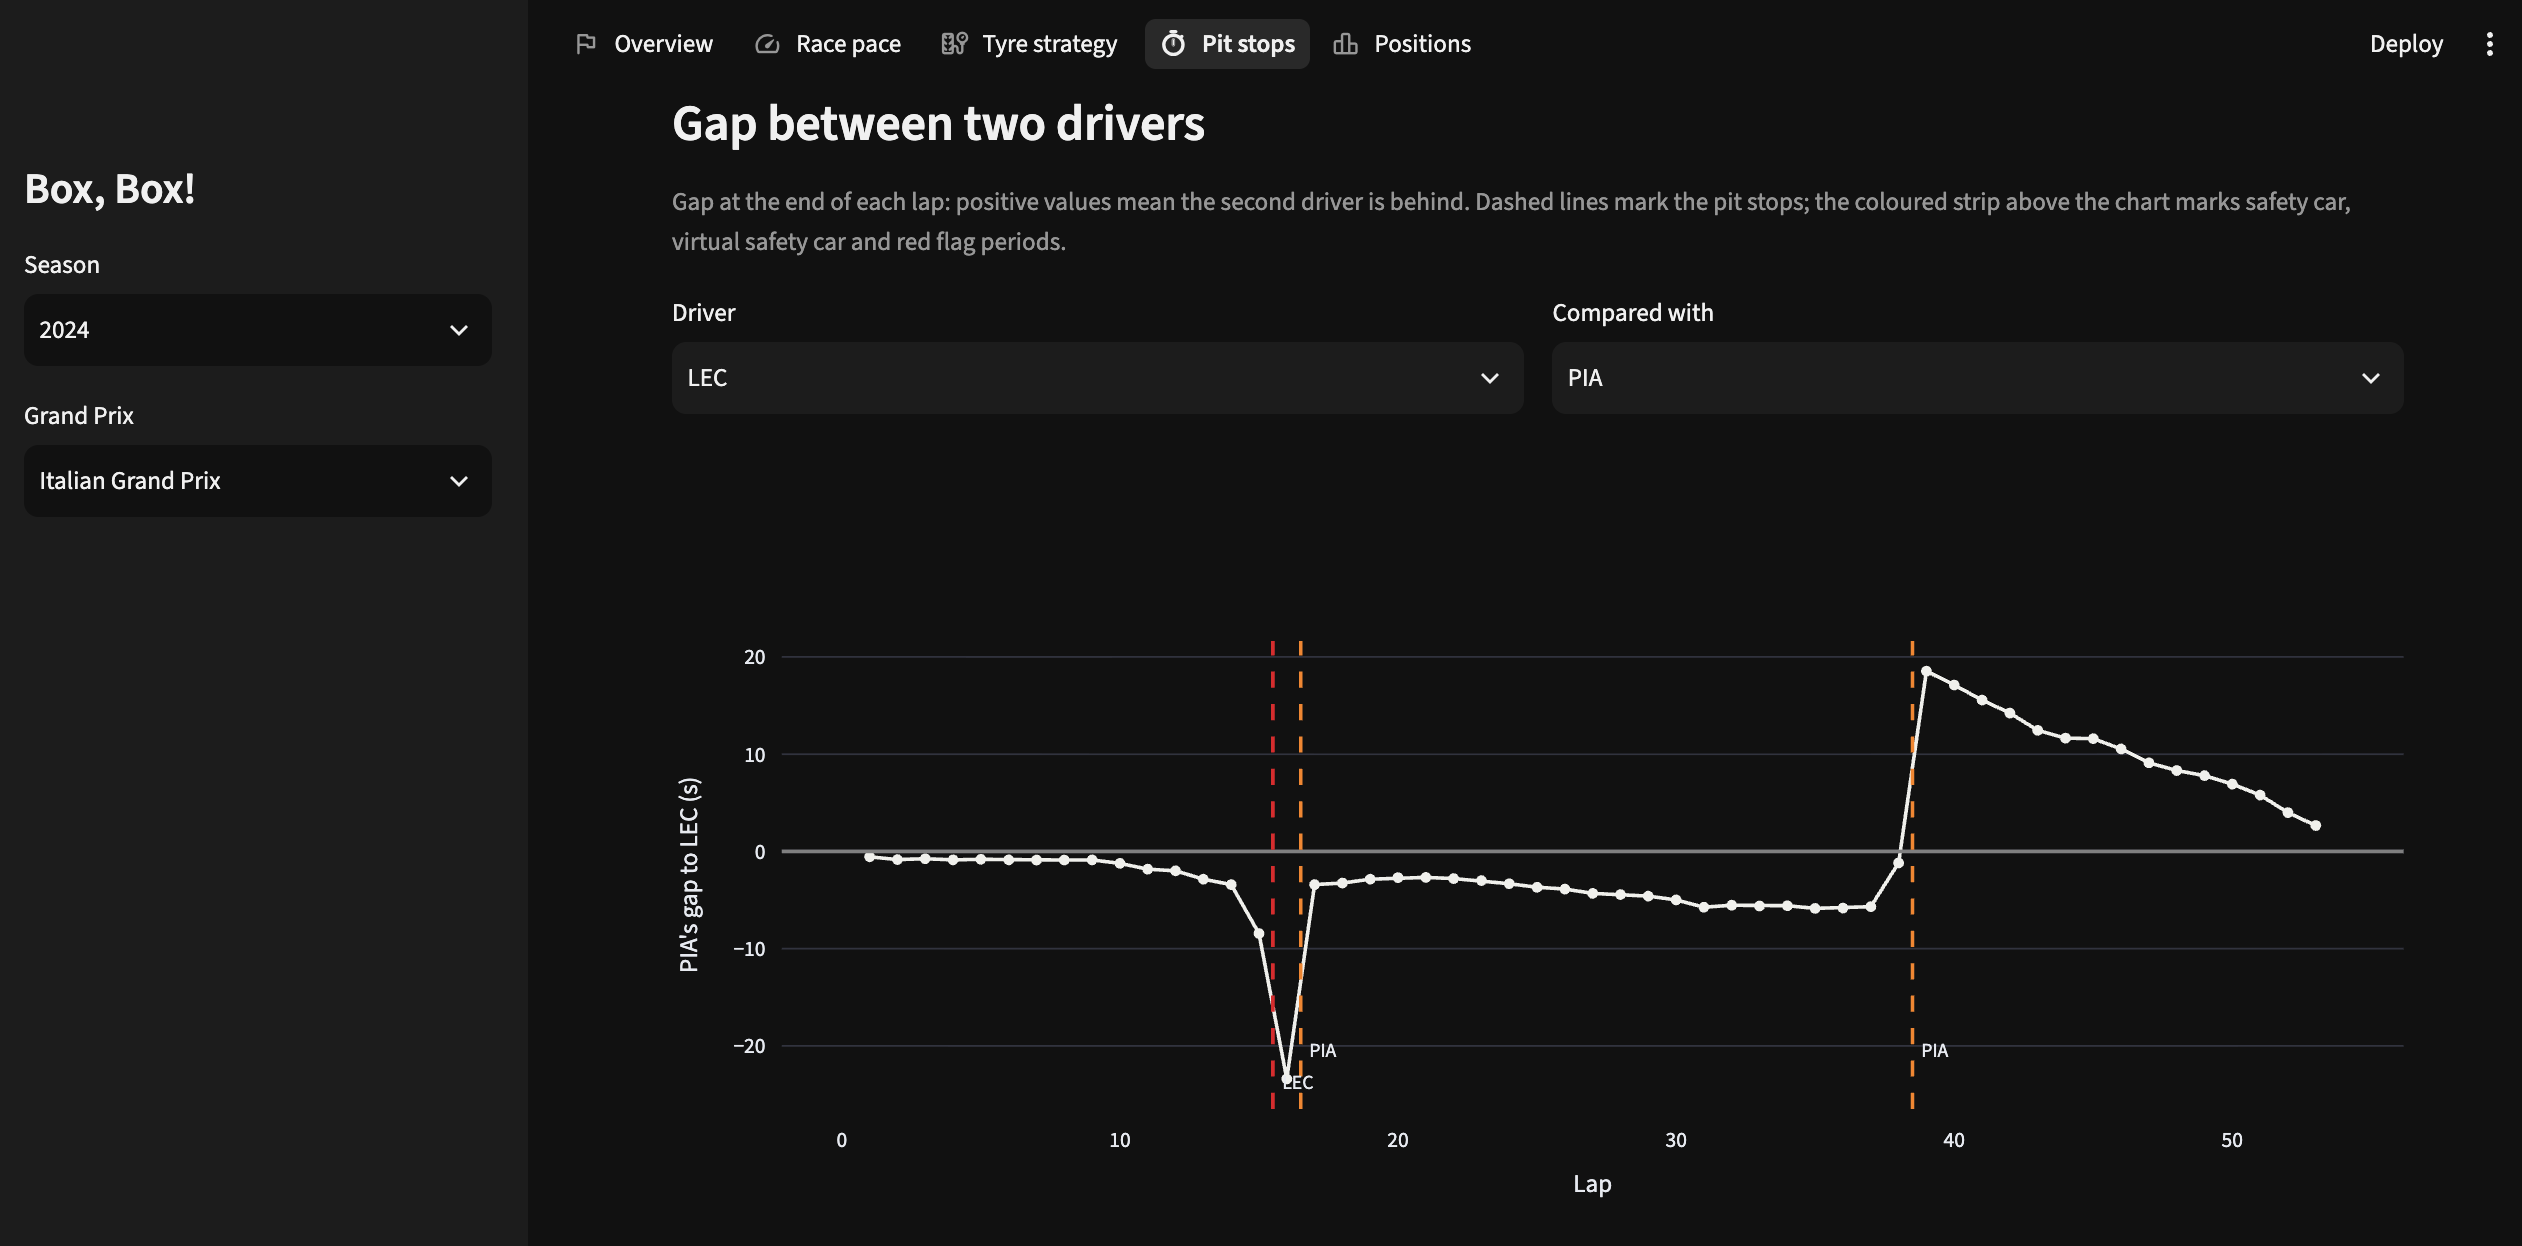 Overview
Race pace
Tyre strategy
Pit stops
Positions
Deploy
Box, Box!
Season
2024
Grand Prix
Italian Grand Prix
Gap between two drivers
Gap at the end of each lap: positive values mean the second driver is behind. Dashed lines mark the pit stops; the coloured strip above the chart marks safety car,
virtual safety car and red flag periods.
Driver
LEC
Compared with
PIA
PIA's gap to LEC (s)
20
10
0
−10
−20
PIA
LEC
PIA
0
10
20
30
40
50
Lap